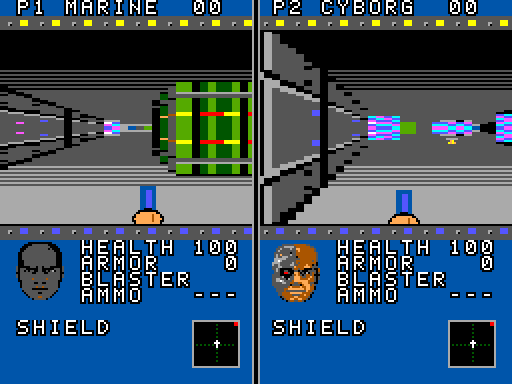 P1 MARINE 00
P2 CYBORG 00
HEALTH 100
ARMOR 0
BLASTER
AMMO ---
SHIELD
HEALTH 100
ARMOR 0
BLASTER
AMMO ---
SHIELD